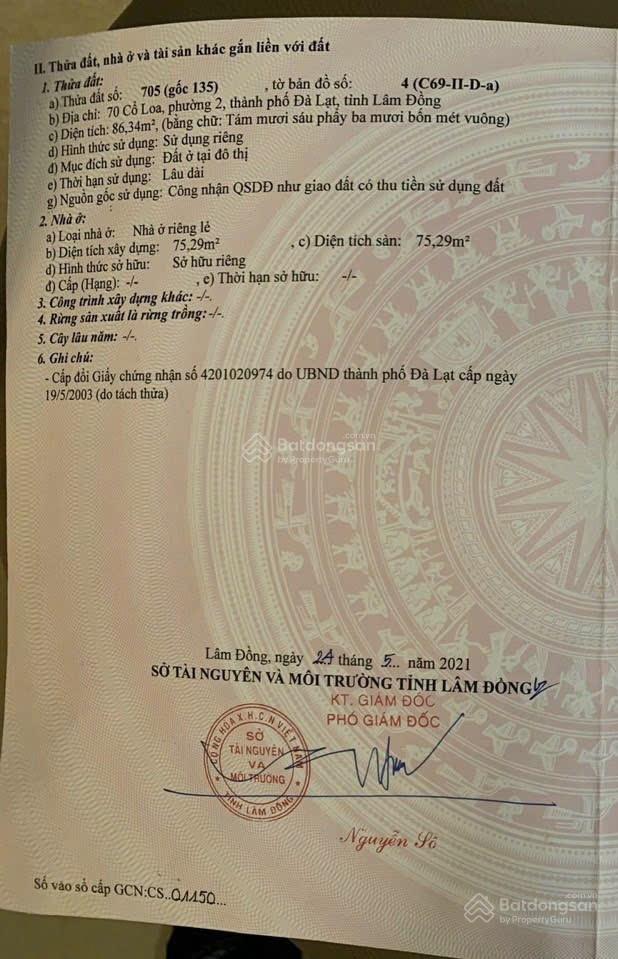 II. Thửa đất, nhà ở và tài sản khác gắn liền với đất
1. Thửa đất:
a) Thửa đất số: 705 (gốc 135) , tờ bản đồ số: 4 (C69-II-D-a)
b) Địa chỉ: 70 Cổ Loa, phường 2, thành phố Đà Lạt, tỉnh Lâm Đồng
c) Diện tích: 86,34m², (bằng chữ: Tám mươi sáu phẩy ba mươi bốn mét vuông)
d) Hình thức sử dụng: Sử dụng riêng
đ) Mục đích sử dụng: Đất ở tại đô thị
e) Thời hạn sử dụng: Lâu dài
g) Nguồn gốc sử dụng: Công nhận QSDĐ như giao đất có thu tiền sử dụng đất
2. Nhà ở:
a) Loại nhà ở: Nhà ở riêng lẻ
b) Diện tích xây dựng: 75,29m² , c) Diện tích sàn: 75,29m²
d) Hình thức sở hữu: Sở hữu riêng
đ) Cấp (Hạng): -/- , e) Thời hạn sở hữu: -/-
3. Công trình xây dựng khác: -/-.
4. Rừng sản xuất là rừng trồng: -/-.
5. Cây lâu năm: -/-.
6. Ghi chú:
- Cấp đổi Giấy chứng nhận số 4201020974 do UBND thành phố Đà Lạt cấp ngày
19/5/2003 (do tách thửa)
Batdongsan.com.vn
by PropertyGuru
Lâm Đồng, ngày 24 tháng 5... năm 2021
SỞ TÀI NGUYÊN VÀ MÔI TRƯỜNG TỈNH LÂM ĐỒNG
KT. GIÁM ĐỐC
PHÓ GIÁM ĐỐC
CỘNG HÒA X.H.C.N VIỆT NAM
SỞ
TÀI NGUYÊN
VÀ
MÔI TRƯỜNG
TỈNH LÂM ĐỒNG
Nguyễn Sô
Số vào sổ cấp GCN:CS..01150...
Batdongsan.com.vn
by PropertyGuru